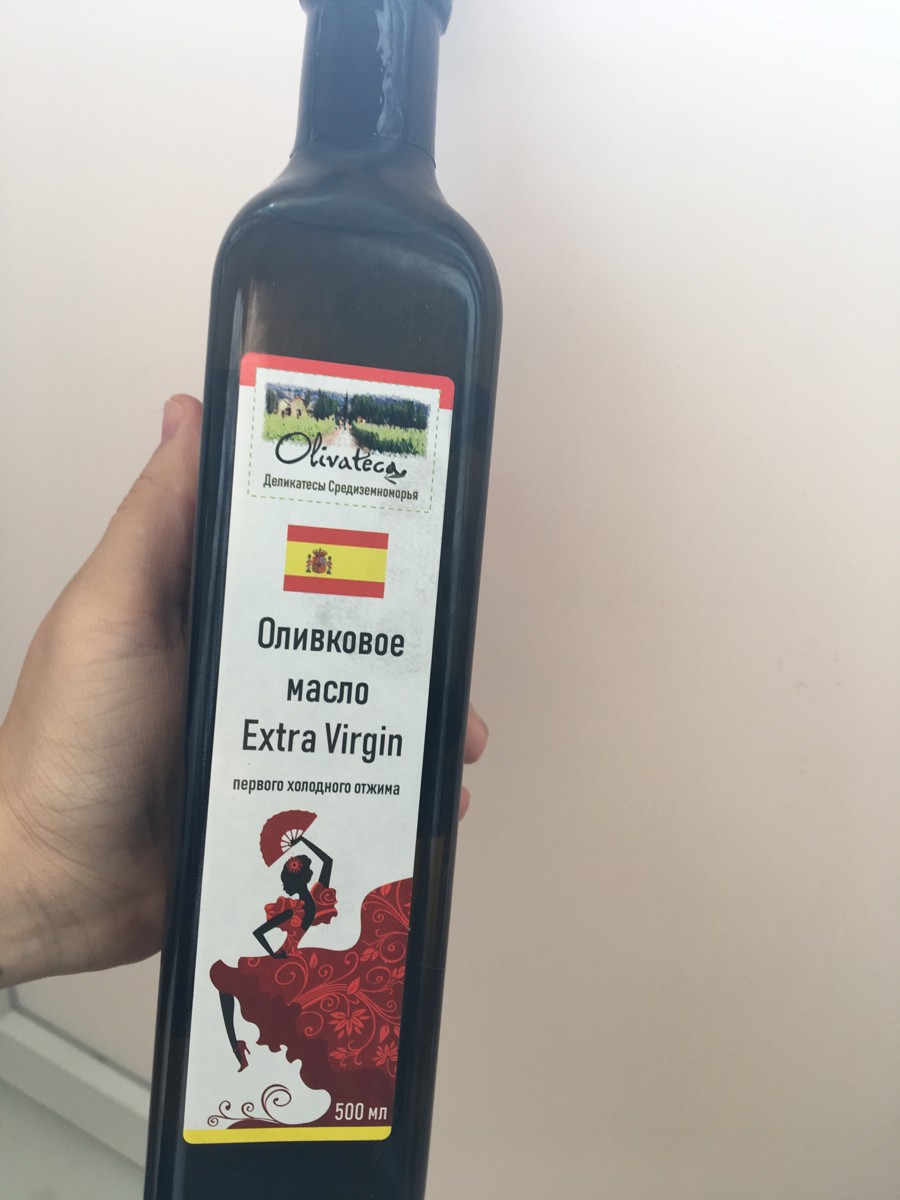 Olivateca
Деликатесы Средиземноморья
Оливковое
масло
Extra Virgin
первого холодного отжима
500 мл